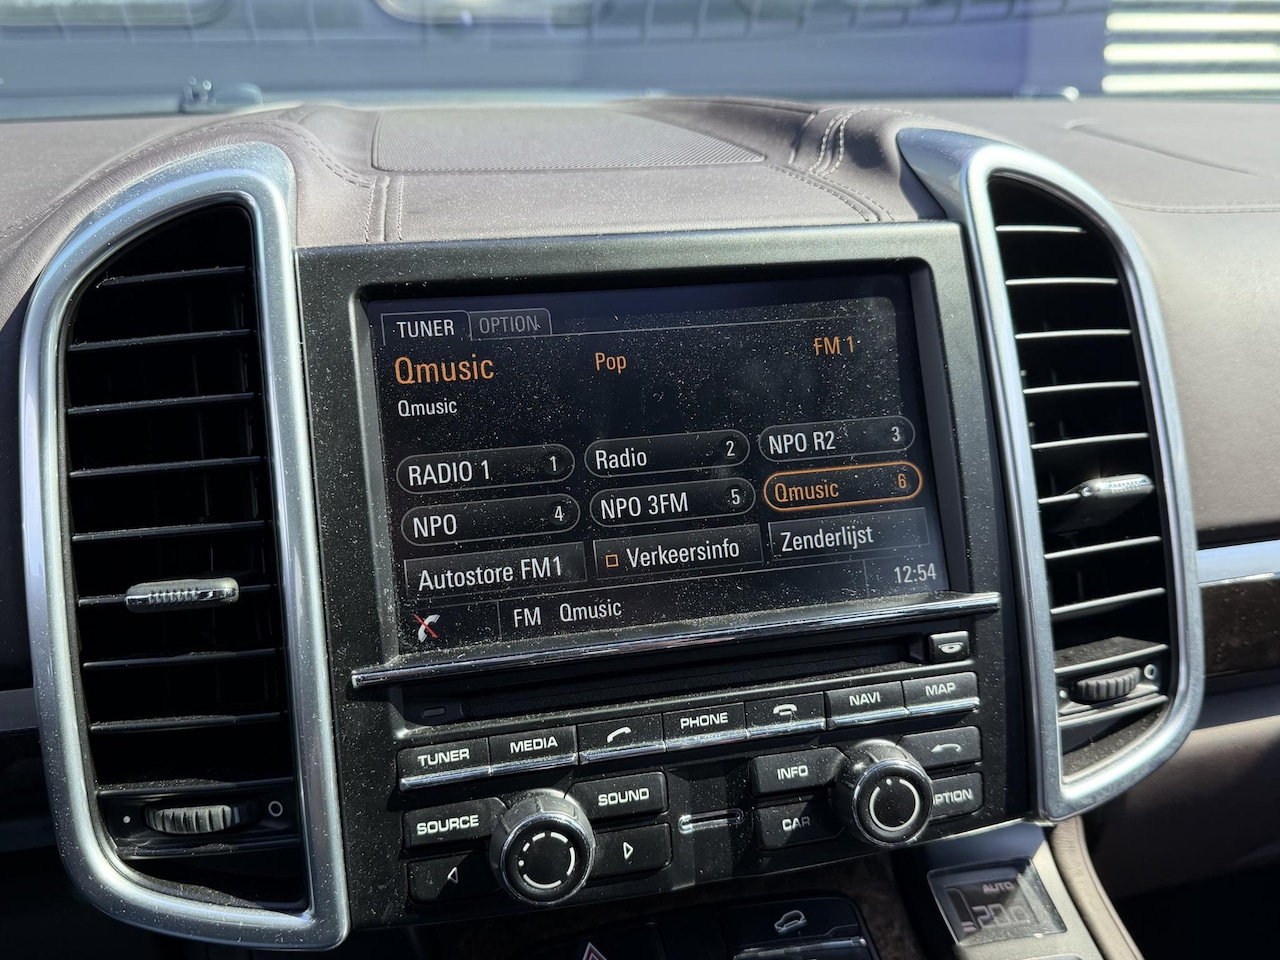 TUNER OPTION
Qmusic Pop FM 1
Qmusic
RADIO 1 1 Radio 2 NPO R2 3
NPO 4 NPO 3FM 5 Qmusic 6
Autostore FM1 Verkeersinfo Zenderlijst
FM Qmusic 12:54
TUNER MEDIA PHONE NAVI MAP
SOURCE SOUND INFO
CAR OPTION
AUTO